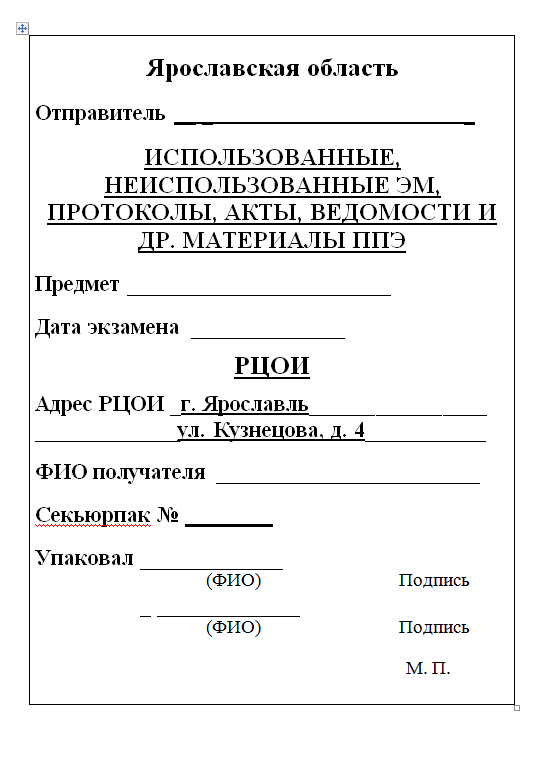 Ярославская область
Отправитель
ИСПОЛЬЗОВАННЫЕ,
НЕИСПОЛЬЗОВАННЫЕ ЭМ,
ПРОТОКОЛЫ, АКТЫ, ВЕДОМОСТИ И
ДР. МАТЕРИАЛЫ ППЭ
Предмет
Дата экзамена
РЦОИ
Адрес РЦОИ г. Ярославль
ул. Кузнецова, д. 4
ФИО получателя
Секьюрпак №
Упаковал
(ФИО) Подпись
(ФИО) Подпись
М. П.